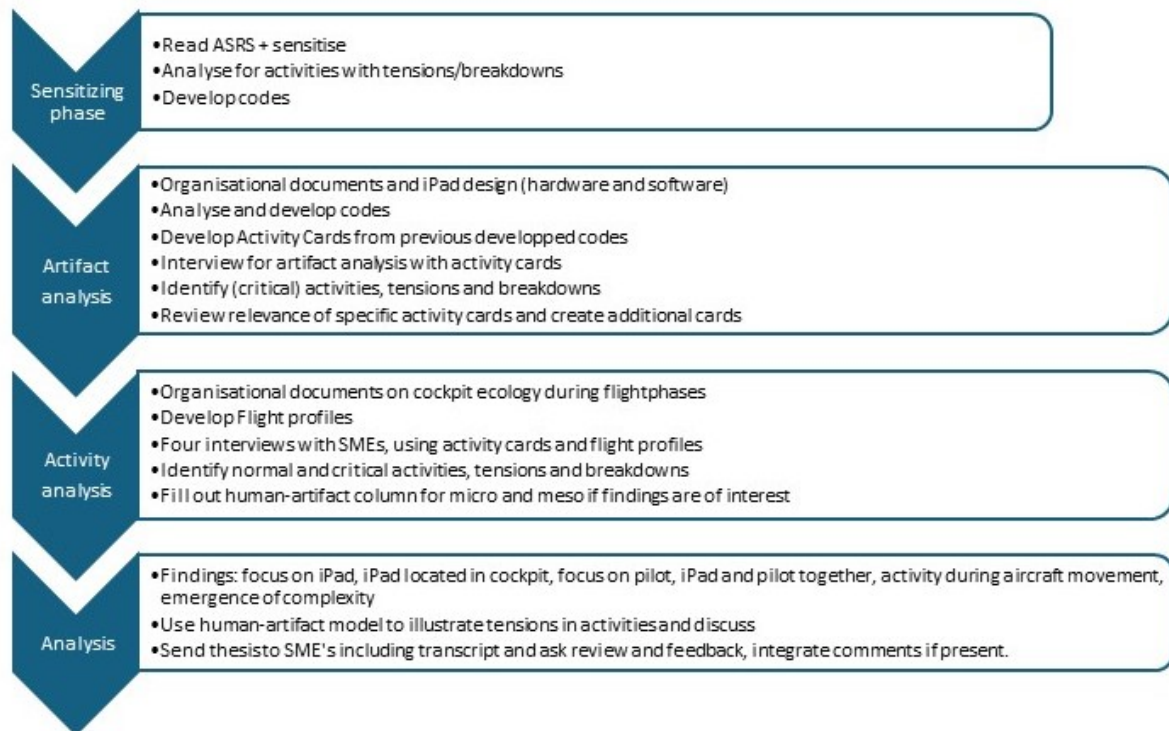 Sensitizing
phase
•Read ASRS + sensitise
•Analyse for activities with tensions/breakdowns
•Develop codes
Artifact
analysis
•Organisational documents and iPad design (hardware and software)
•Analyse and develop codes
•Develop Activity Cards from previous developped codes
•Interview for artifact analysis with activity cards
•Identify (critical) activities, tensions and breakdowns
•Review relevance of specific activity cards and create additional cards
Activity
analysis
•Organisational documents on cockpit ecology during flightphases
•Develop Flight profiles
•Four interviews with SMEs, using activity cards and flight profiles
•Identify normal and critical activities, tensions and breakdowns
•Fill out human-artifact column for micro and meso if findings are of interest
Analysis
•Findings: focus on iPad, iPad located in cockpit, focus on pilot, iPad and pilot together, activity during aircraft movement,
emergence of complexity
•Use human-artifact model to illustrate tensions in activities and discuss
•Send thesis to SME's including transcript and ask review and feedback, integrate comments if present.